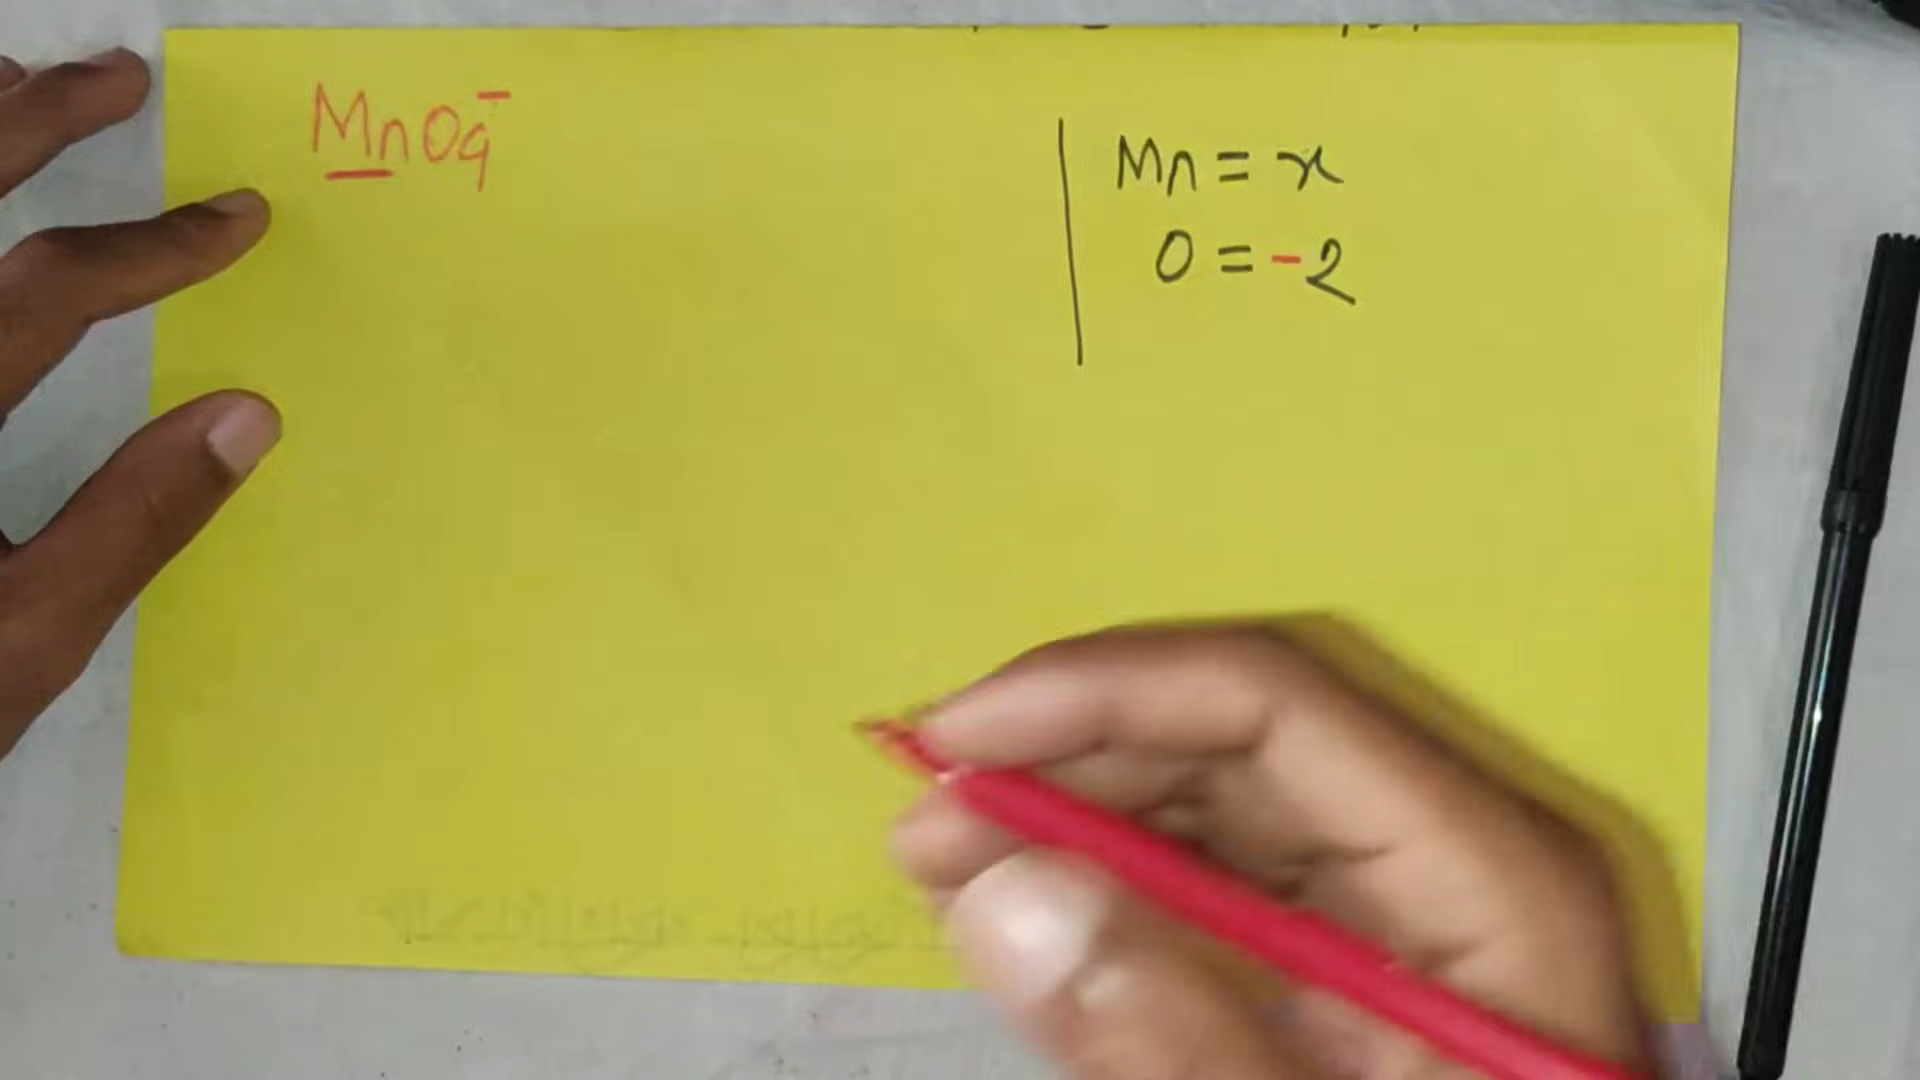 MnO4⁻
Mn = x
O = -2